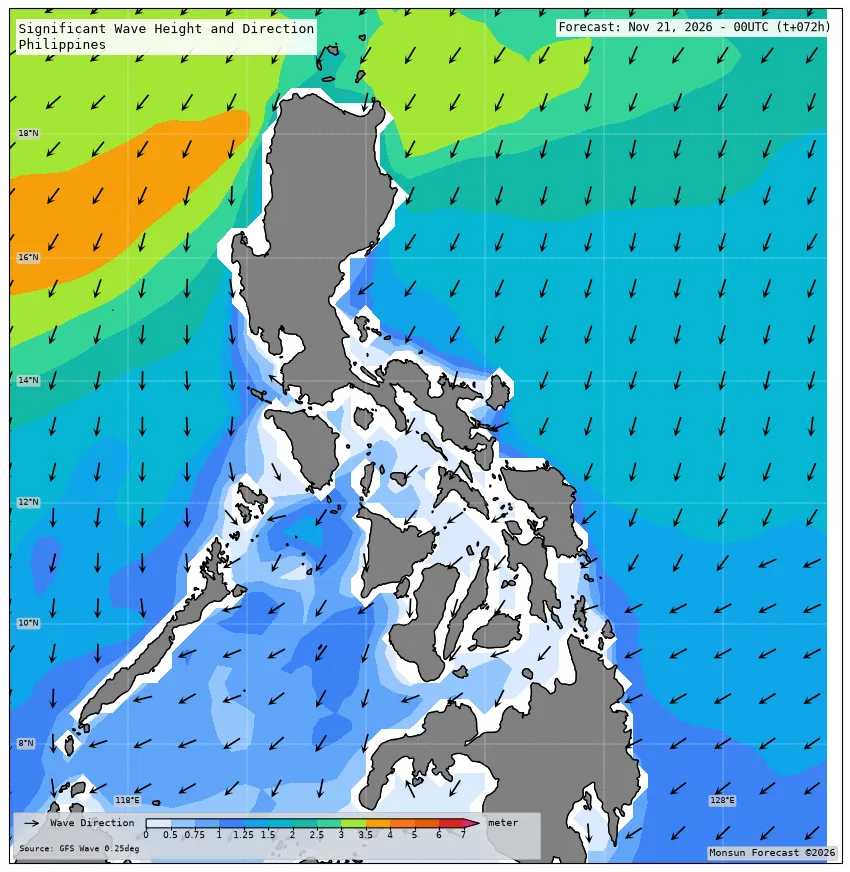 Significant Wave Height and Direction
Philippines
Forecast: Nov 21, 2026 - 00UTC (t+072h)
18°N
16°N
14°N
12°N
10°N
8°N
118°E
128°E
Wave Direction
0 0.5 0.75 1 1.25 1.5 2 2.5 3 3.5 4 5 6 7
meter
Source: GFS Wave 0.25deg
Monsun Forecast ©2026